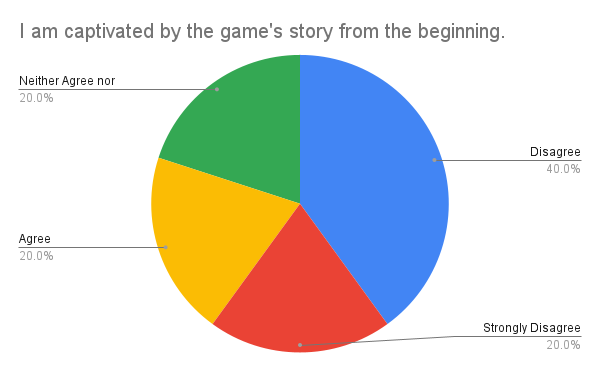 I am captivated by the game's story from the beginning.
Neither Agree nor
20.0%
Disagree
40.0%
Agree
20.0%
Strongly Disagree
20.0%